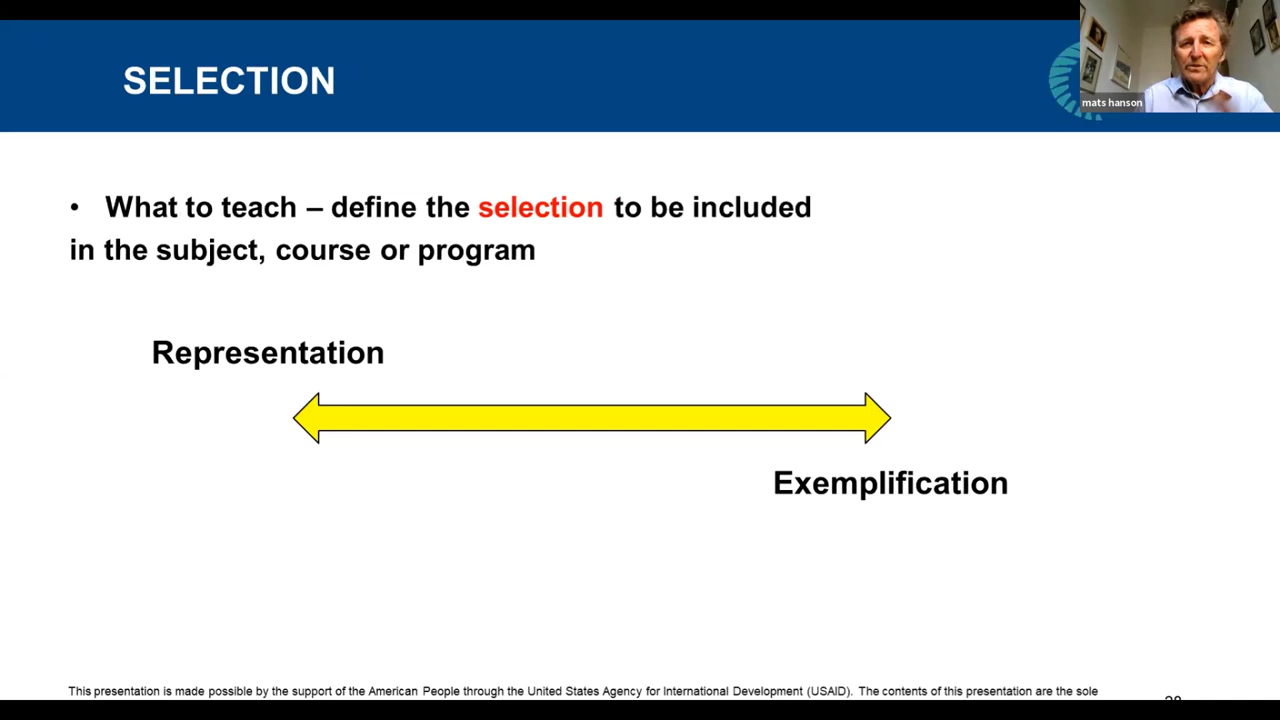 SELECTION
mats hanson
• What to teach – define the selection to be included
in the subject, course or program
Representation
Exemplification
This presentation is made possible by the support of the American People through the United States Agency for International Development (USAID). The contents of this presentation are the sole